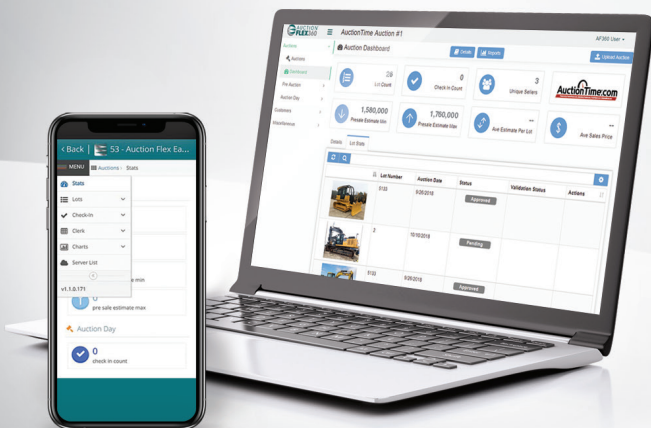 < Back | 53 - Auction Flex Ea...
MENU Auctions > Stats
Stats
Lots
Check-In
Clerk
Charts
Server List
v1.1.0.171
e min
0
pre sale estimate max
Auction Day
0
check in count
AUCTION
FLEX360
AuctionTime Auction #1
AF360 User
Auctions
Auction Dashboard
Details
Reports
Upload Auction
Auctions
Dashboard
Pre Auction
Auction Day
Customers
Miscellaneous
28
Lot Count
0
Check In Count
3
Unique Sellers
AuctionTime.com
1,580,000
Presale Estimate Min
1,760,000
Presale Estimate Max
--
Ave Estimate Per Lot
--
Ave Sales Price
Details Lot Stats
Lot Number Auction Date Status Validation Status Actions
5133 9/26/2018 Approved
2 10/10/2018 Pending
5133 9/26/2018 Approved